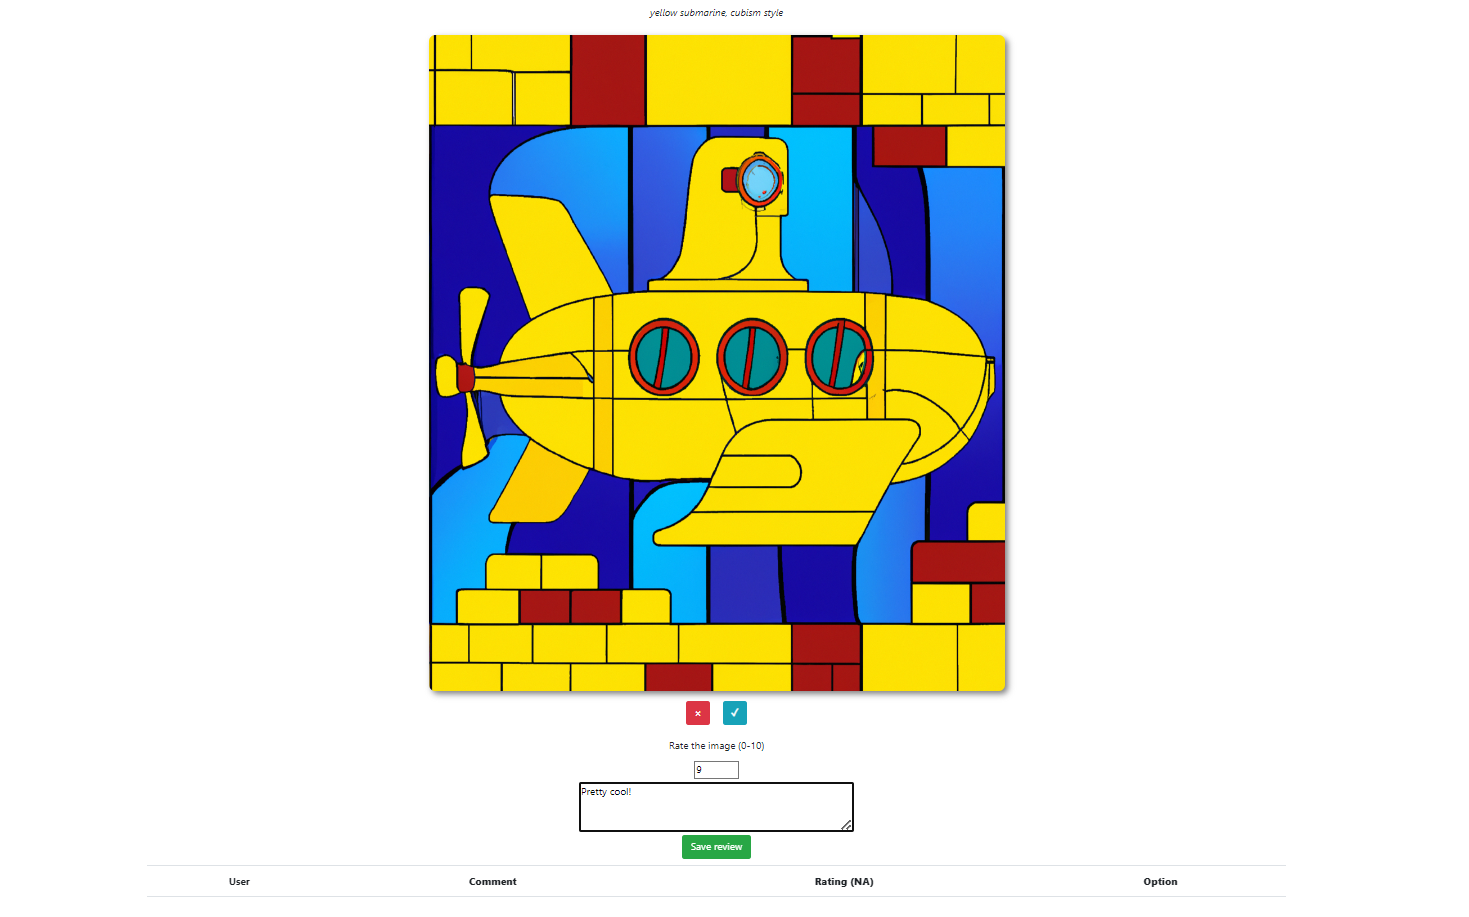 yellow submarine, cubism style
×
✓
Rate the image (0-10)
9
Pretty cool!
Save review
User Comment Rating (NA) Option